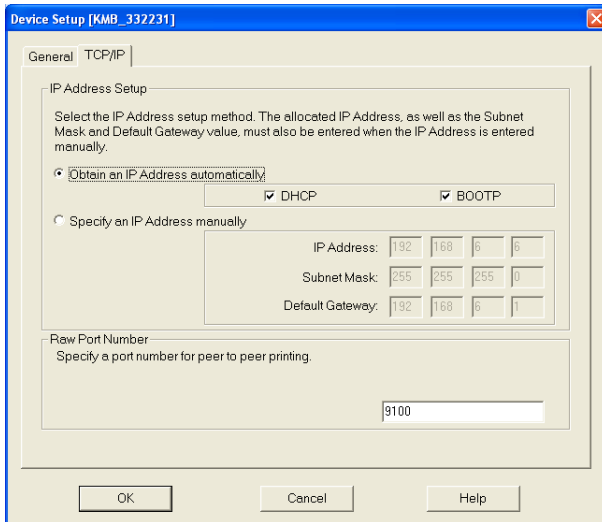 Device Setup [KMB_332231]
General TCP/IP
IP Address Setup
Select the IP Address setup method. The allocated IP Address, as well as the Subnet
Mask and Default Gateway value, must also be entered when the IP Address is entered
manually.
Obtain an IP Address automatically
DHCP BOOTP
Specify an IP Address manually
IP Address: 192 168 6 6
Subnet Mask: 255 255 255 0
Default Gateway: 192 168 6 1
Raw Port Number
Specify a port number for peer to peer printing.
9100
OK Cancel Help